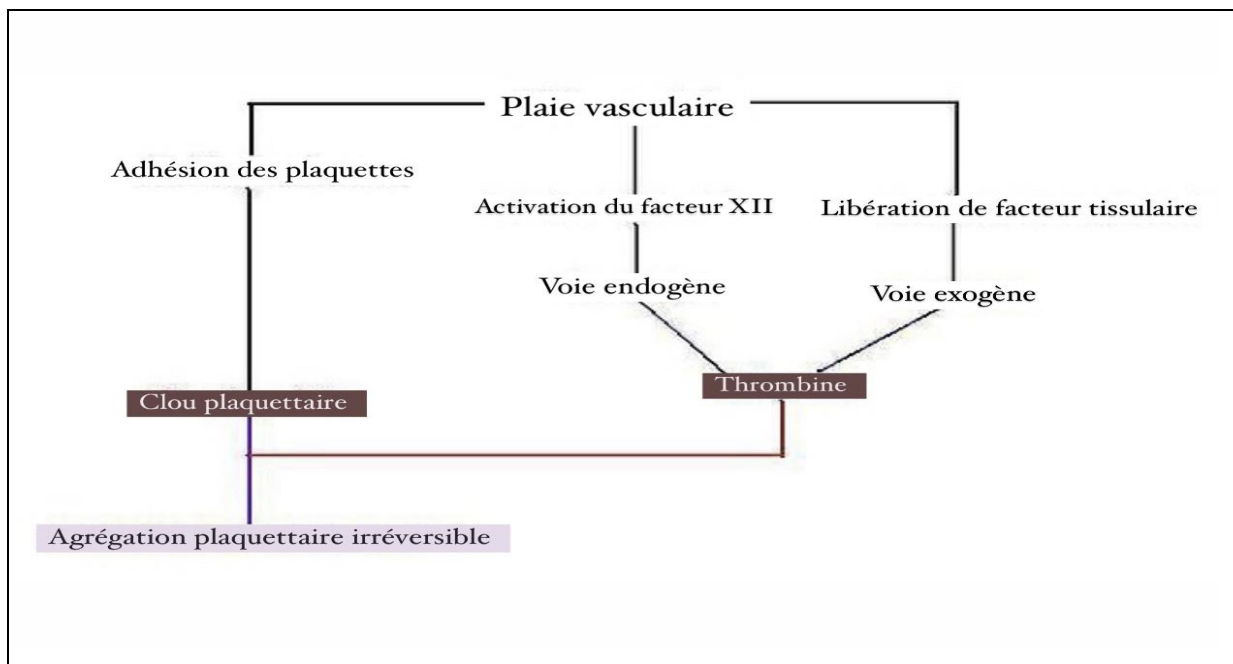 Plaie vasculaire
Adhésion des plaquettes
Activation du facteur XII
Libération de facteur tissulaire
Voie endogène
Voie exogène
Thrombine
Clou plaquettaire
Agrégation plaquettaire irréversible